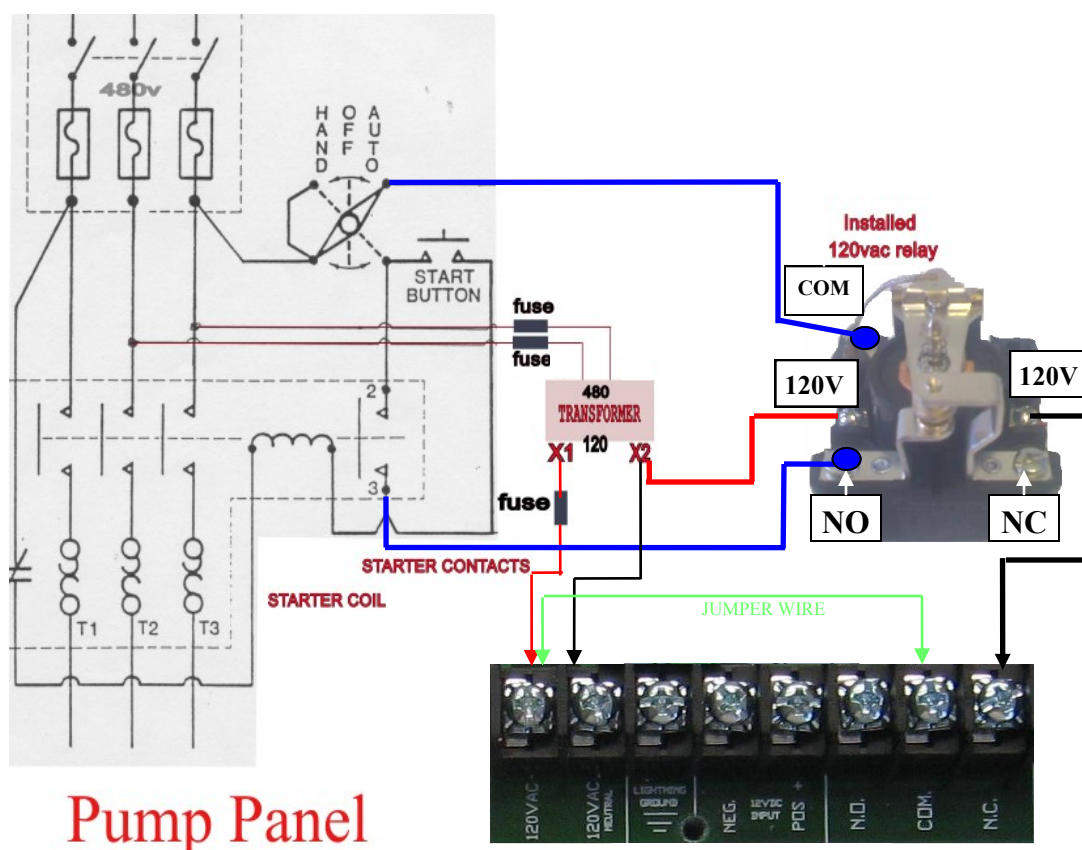 480v
HAND
OFF
AUTO
START
BUTTON
Installed
120vac relay
COM
120V
120V
NO
NC
fuse
fuse
480
TRANSFORMER
120
X1
X2
fuse
2
3
STARTER CONTACTS
STARTER COIL
T1
T2
T3
JUMPER WIRE
120VAC
120VAC
NEUTRAL
LIGHTNING
GROUND
NEG.
12VDC
INPUT
POS +
N.O.
COM.
N.C.
Pump Panel